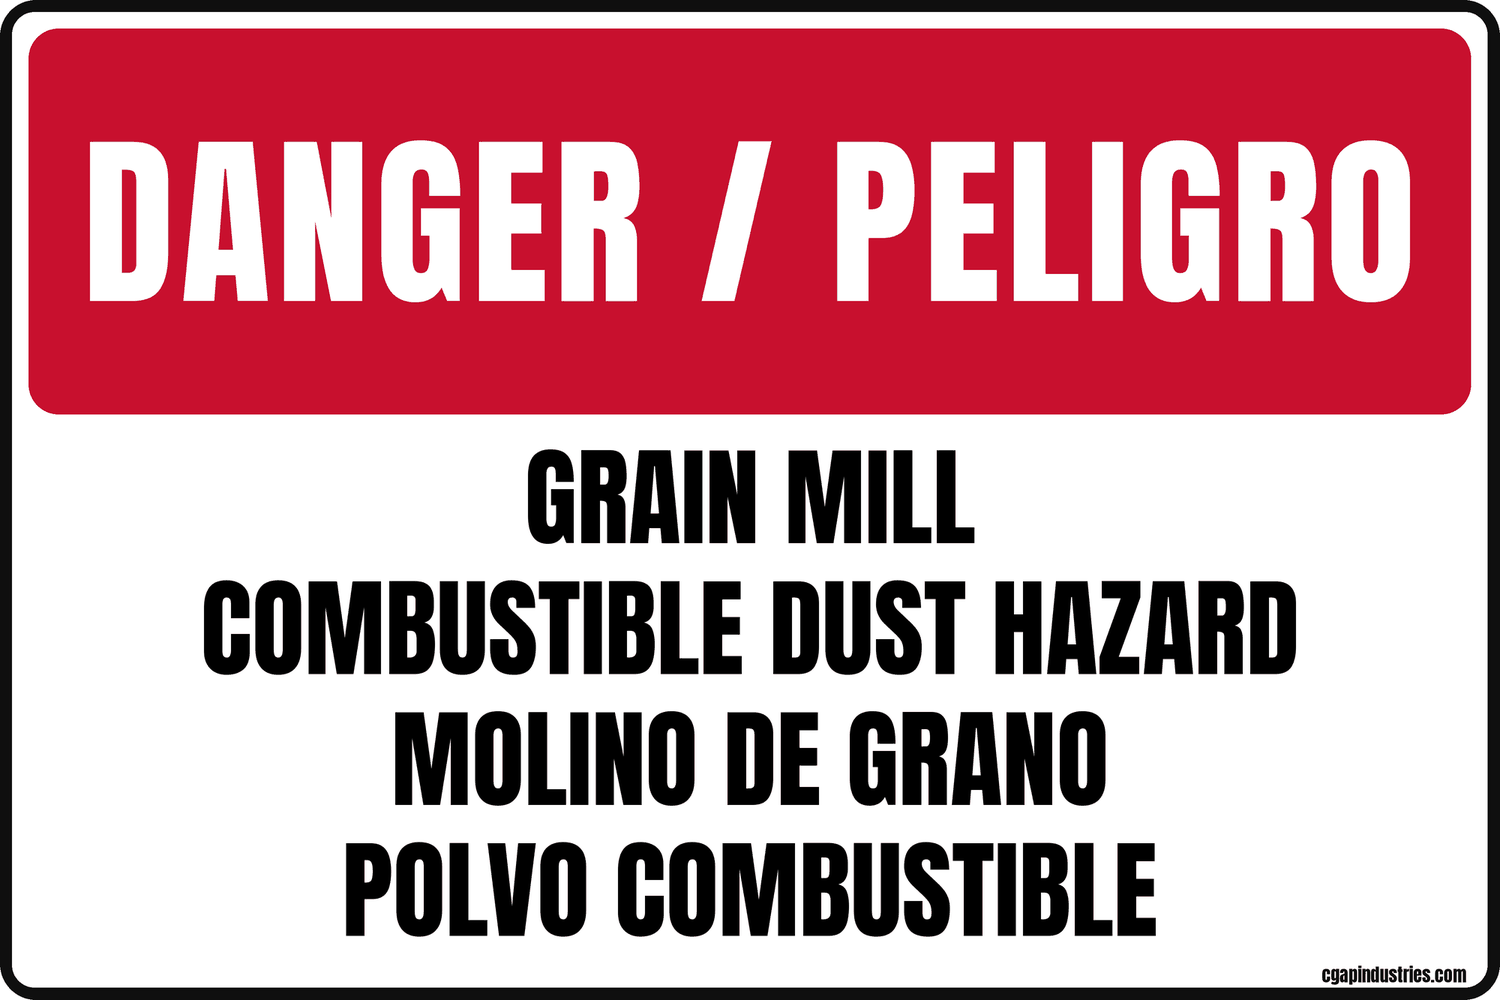 DANGER / PELIGRO
GRAIN MILL
COMBUSTIBLE DUST HAZARD
MOLINO DE GRANO
POLVO COMBUSTIBLE
cgapindustries.com